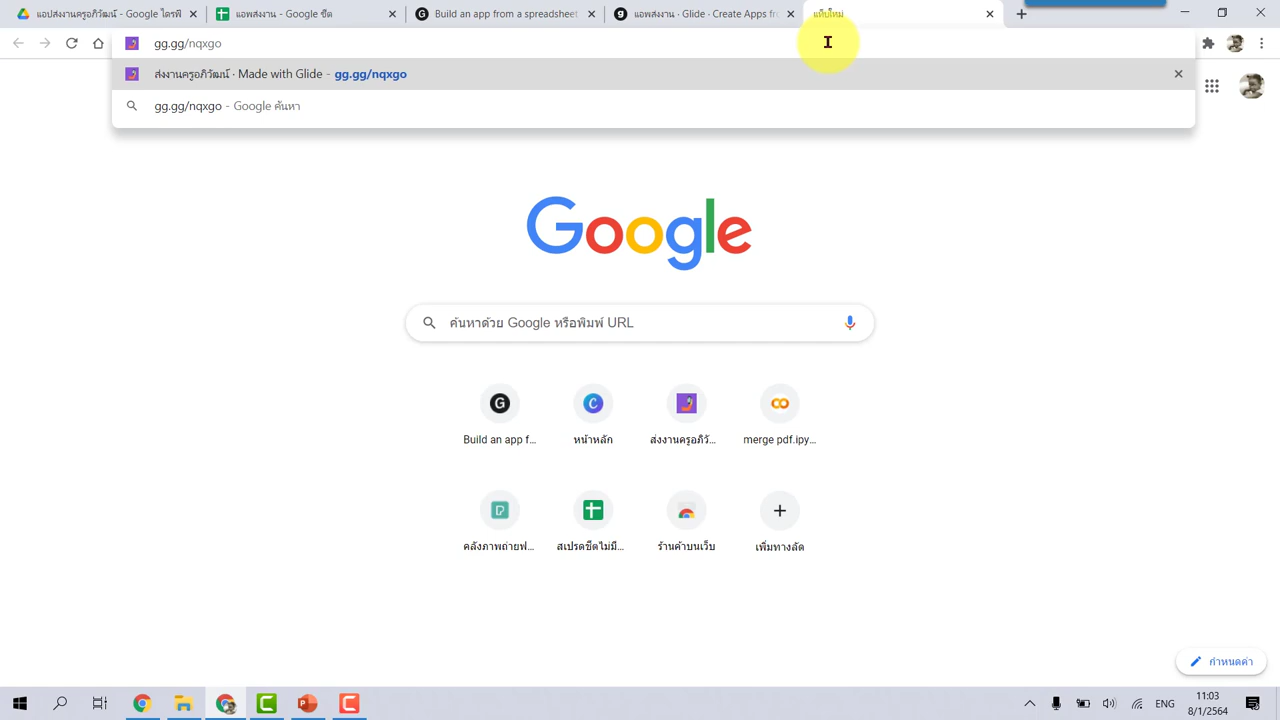 แอปส่งงานครูอภิวัฒน์ - Google ไดรฟ์
แอพส่งงาน - Google ชีต
Build an app from a spreadsheet
แอพส่งงาน · Glide · Create Apps fr
แท็บใหม่
gg.gg/nqxgo
ส่งงานครูอภิวัฒน์ · Made with Glide - gg.gg/nqxgo
gg.gg/nqxgo - Google ค้นหา
Google
ค้นหาด้วย Google หรือพิมพ์ URL
Build an app f...
หน้าหลัก
ส่งงานครูอภิวั...
merge pdf.ipy...
คลังภาพถ่ายฟ...
สเปรดชีตไม่มี...
ร้านค้าบนเว็บ
เพิ่มทางลัด
กำหนดค่า
ENG
11:03
8/1/2564